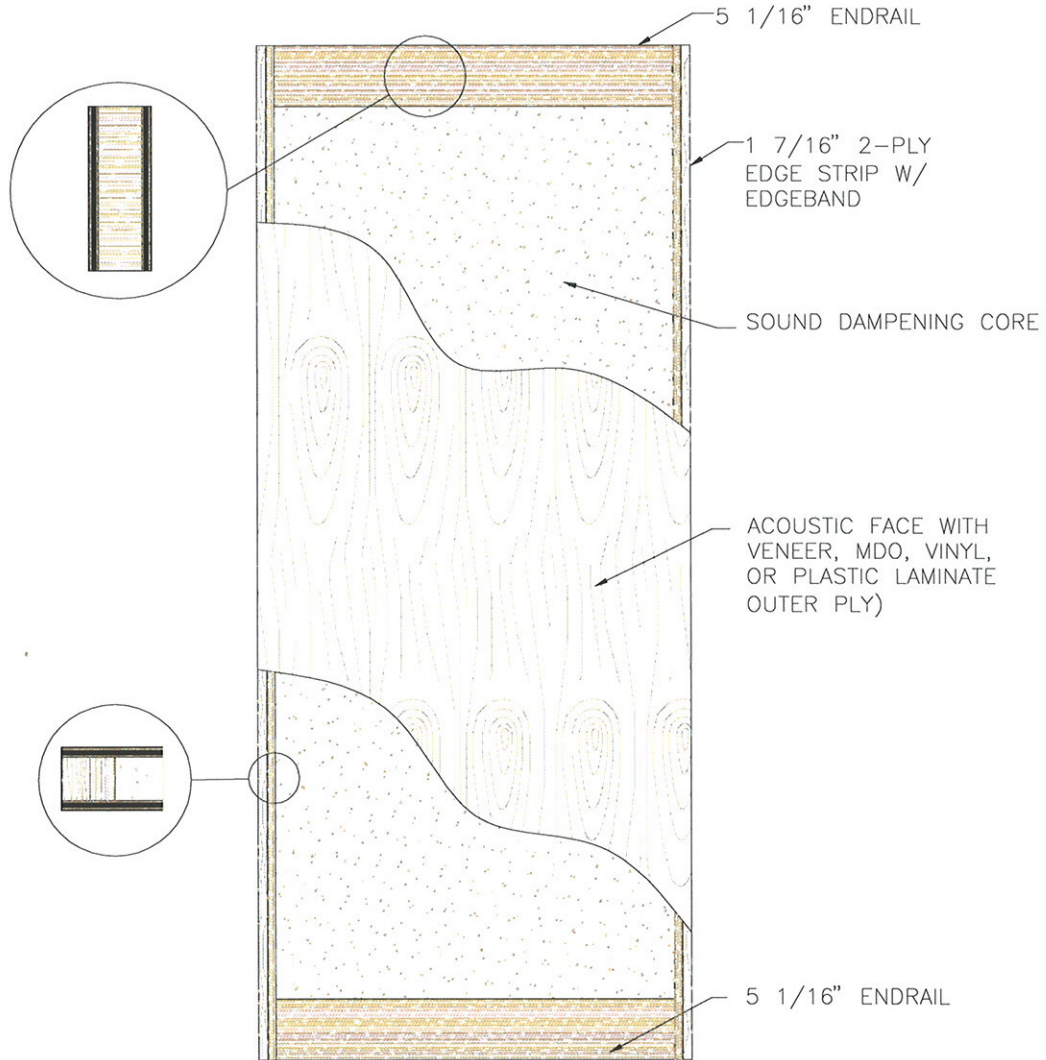 5 1/16” ENDRAIL
1 7/16” 2-PLY
EDGE STRIP W/
EDGEBAND
SOUND DAMPENING CORE
ACOUSTIC FACE WITH
VENEER, MDO, VINYL,
OR PLASTIC LAMINATE
OUTER PLY)
5 1/16” ENDRAIL